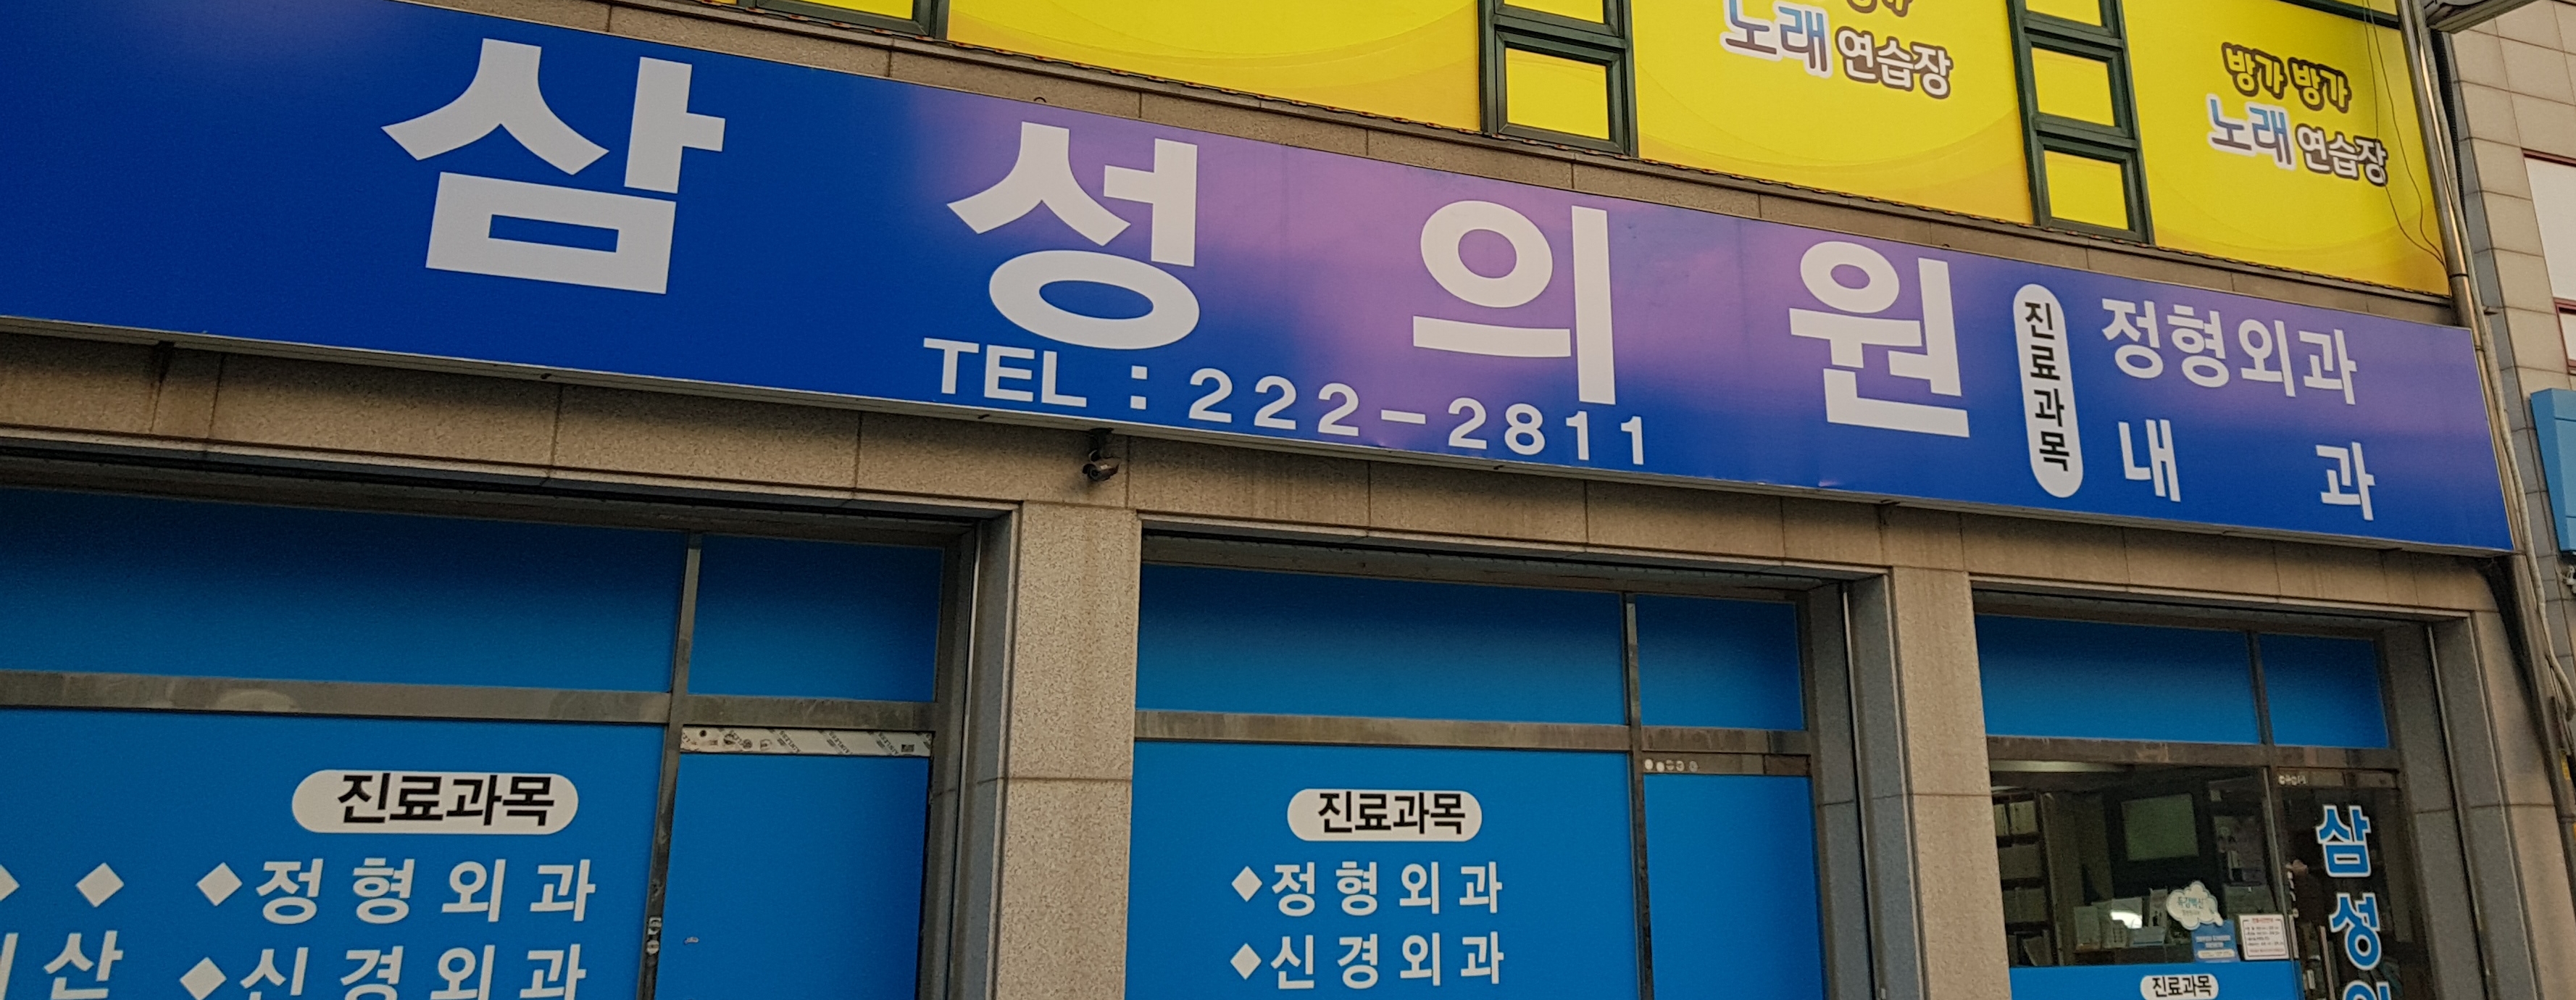 노래 연습장
방가 방가
노래 연습장
삼성의원
TEL : 222-2811
진료과목
정형외과
내 과
진료과목
◆정형외과
◆신경외과
진료과목
◆정형외과
◆신경외과
삼성
진료과목